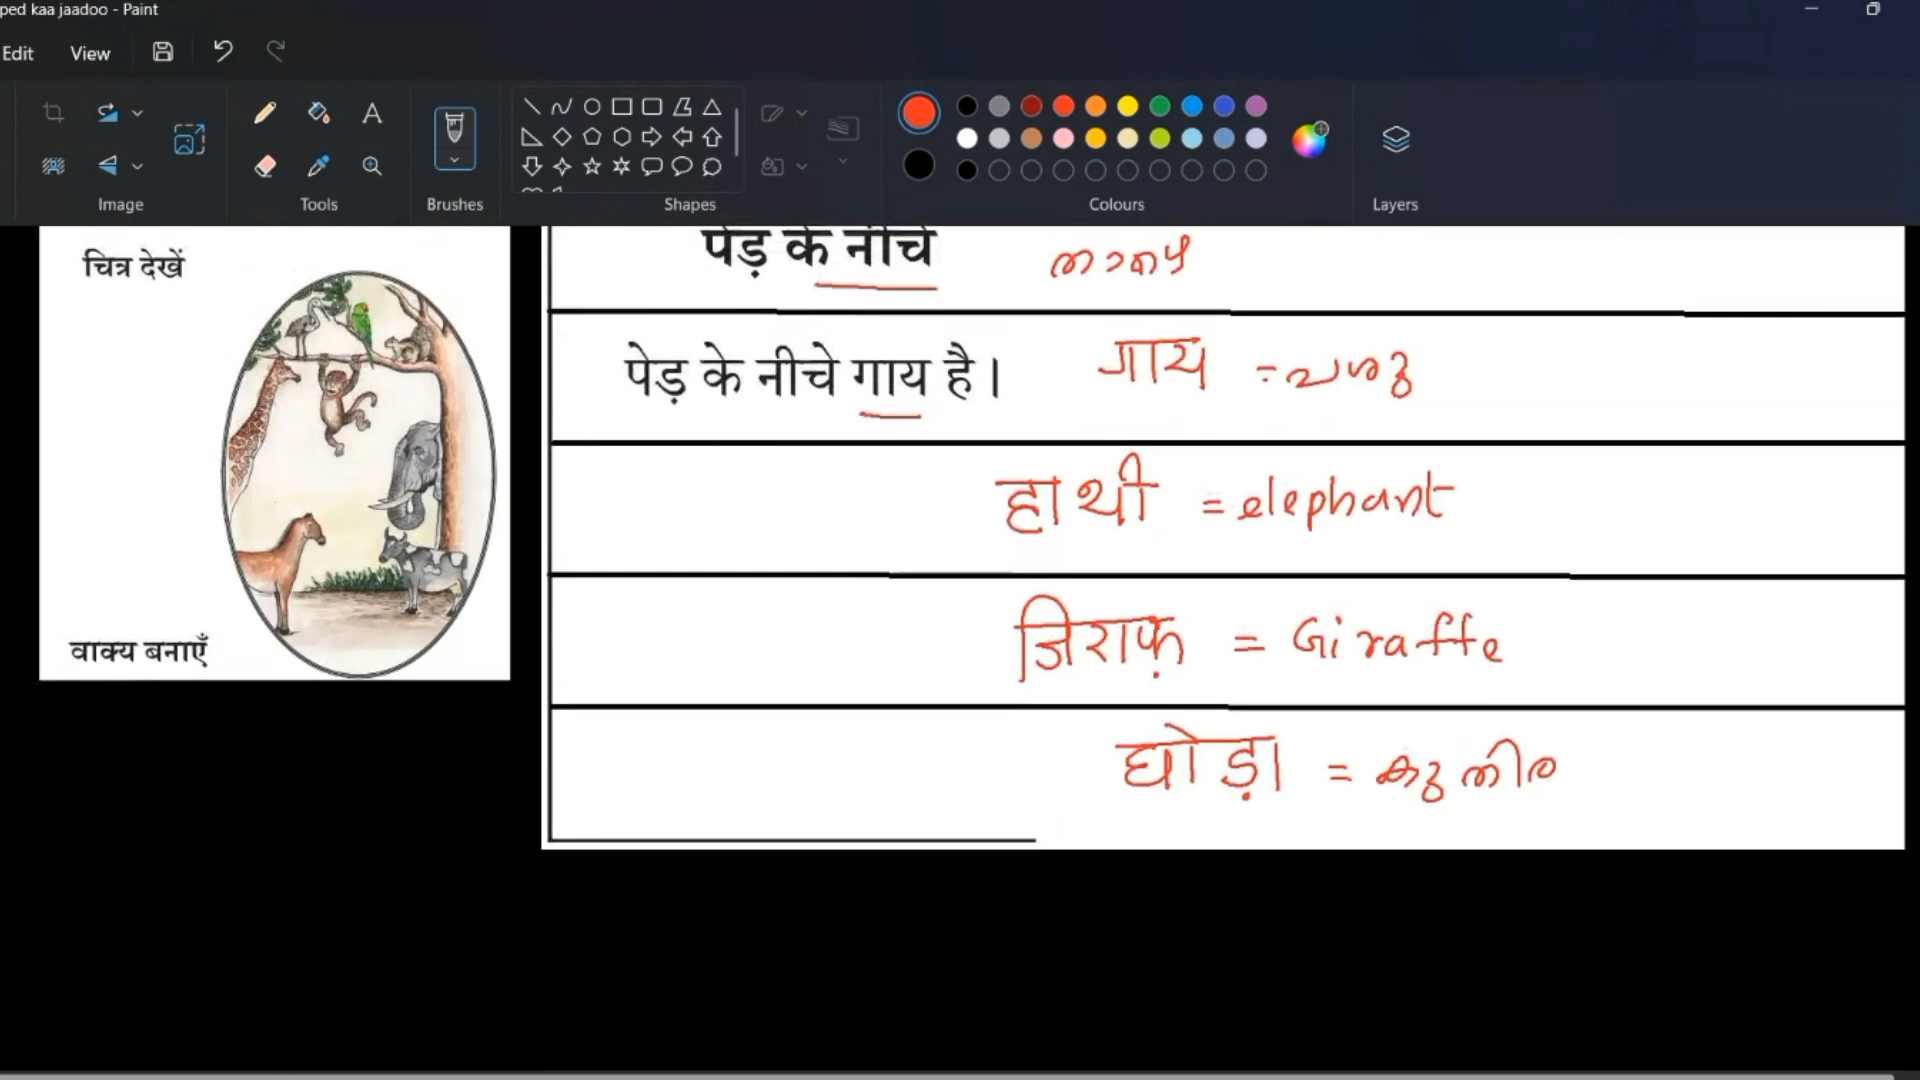 ped kaa jaadoo - Paint
Edit View
Image Tools Brushes Shapes Colours Layers
चित्र देखें
वाक्य बनाएँ
पेड़ के नीचे താഴെ
पेड़ के नीचे गाय है। गाय = പശു
हाथी = elephant
जिराफ़ = Giraffe
घोड़ा = കുതിര